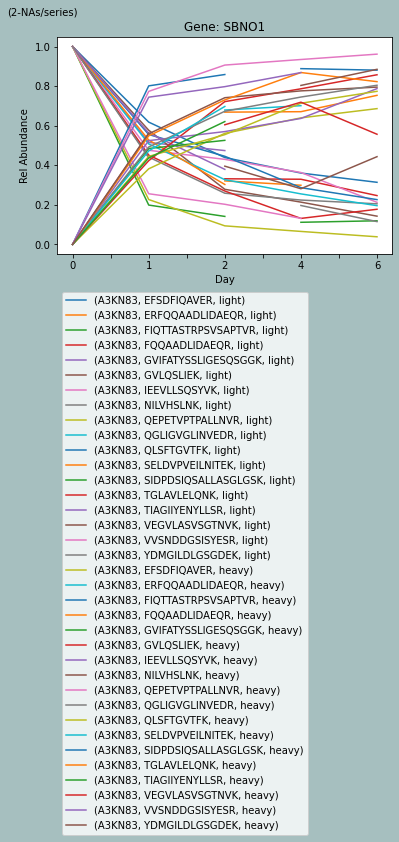 (2-NAs/series)
Gene: SBNO1
Rel Abundance
1.0
0.8
0.6
0.4
0.2
0.0
0
1
2
4
6
Day
(A3KN83, EFSDFIQAVER, light)
(A3KN83, ERFQQAADLIDAEQR, light)
(A3KN83, FIQTTASTRPSVSAPTVR, light)
(A3KN83, FQQAADLIDAEQR, light)
(A3KN83, GVIFATYSSLIGESQSGGK, light)
(A3KN83, GVLQSLIEK, light)
(A3KN83, IEEVLLSQSYVK, light)
(A3KN83, NILVHSLNK, light)
(A3KN83, QEPETVPTPALLNVR, light)
(A3KN83, QGLIGVGLINVEDR, light)
(A3KN83, QLSFTGVTFK, light)
(A3KN83, SELDVPVEILNITEK, light)
(A3KN83, SIDPDSIQSALLASGLGSK, light)
(A3KN83, TGLAVLELQNK, light)
(A3KN83, TIAGIIYENYLLSR, light)
(A3KN83, VEGVLASVSGTNVK, light)
(A3KN83, VVSNDDGSISYESR, light)
(A3KN83, YDMGILDLGSGDEK, light)
(A3KN83, EFSDFIQAVER, heavy)
(A3KN83, ERFQQAADLIDAEQR, heavy)
(A3KN83, FIQTTASTRPSVSAPTVR, heavy)
(A3KN83, FQQAADLIDAEQR, heavy)
(A3KN83, GVIFATYSSLIGESQSGGK, heavy)
(A3KN83, GVLQSLIEK, heavy)
(A3KN83, IEEVLLSQSYVK, heavy)
(A3KN83, NILVHSLNK, heavy)
(A3KN83, QEPETVPTPALLNVR, heavy)
(A3KN83, QGLIGVGLINVEDR, heavy)
(A3KN83, QLSFTGVTFK, heavy)
(A3KN83, SELDVPVEILNITEK, heavy)
(A3KN83, SIDPDSIQSALLASGLGSK, heavy)
(A3KN83, TGLAVLELQNK, heavy)
(A3KN83, TIAGIIYENYLLSR, heavy)
(A3KN83, VEGVLASVSGTNVK, heavy)
(A3KN83, VVSNDDGSISYESR, heavy)
(A3KN83, YDMGILDLGSGDEK, heavy)